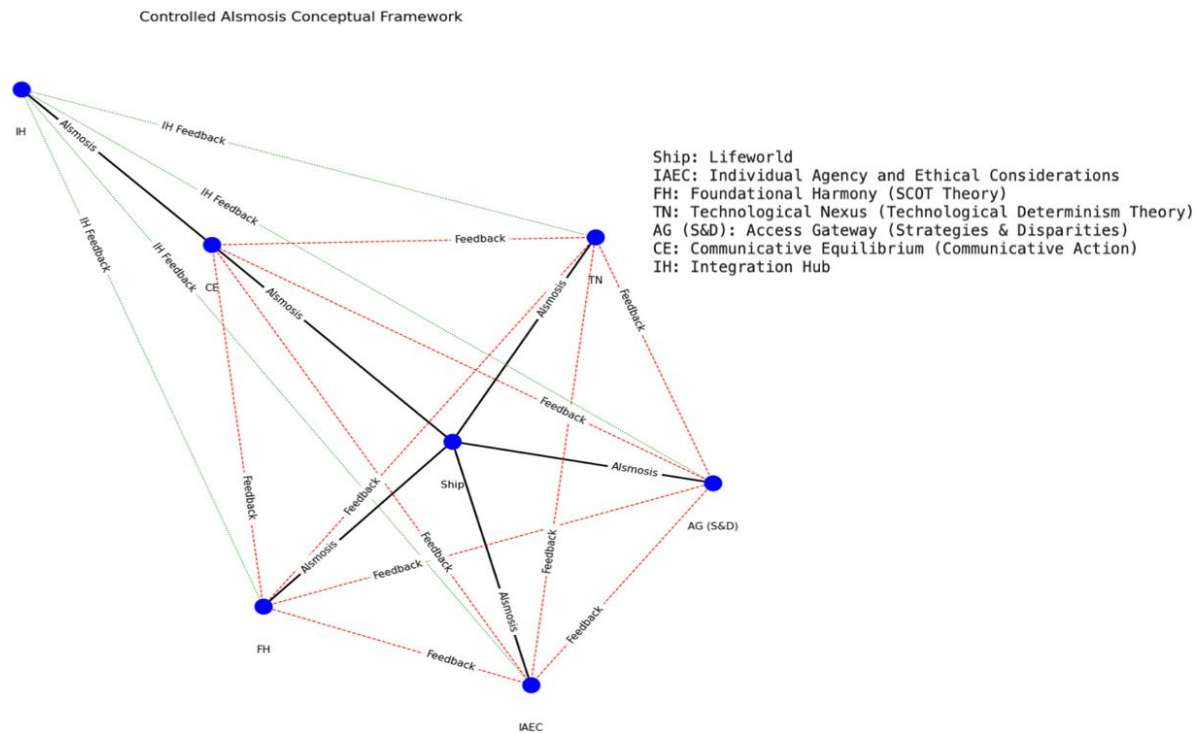 Controlled AIsmosis Conceptual Framework
IH
AIsmosis
IH Feedback
IH Feedback
IH Feedback
IH Feedback
CE
Feedback
TN
AIsmosis
AIsmosis
Feedback
Feedback
Feedback
Feedback
Ship
AIsmosis
AG (S&D)
AIsmosis
Feedback
Feedback
Feedback
AIsmosis
Feedback
Feedback
FH
IAEC
Ship: Lifeworld
IAEC: Individual Agency and Ethical Considerations
FH: Foundational Harmony (SCOT Theory)
TN: Technological Nexus (Technological Determinism Theory)
AG (S&D): Access Gateway (Strategies & Disparities)
CE: Communicative Equilibrium (Communicative Action)
IH: Integration Hub